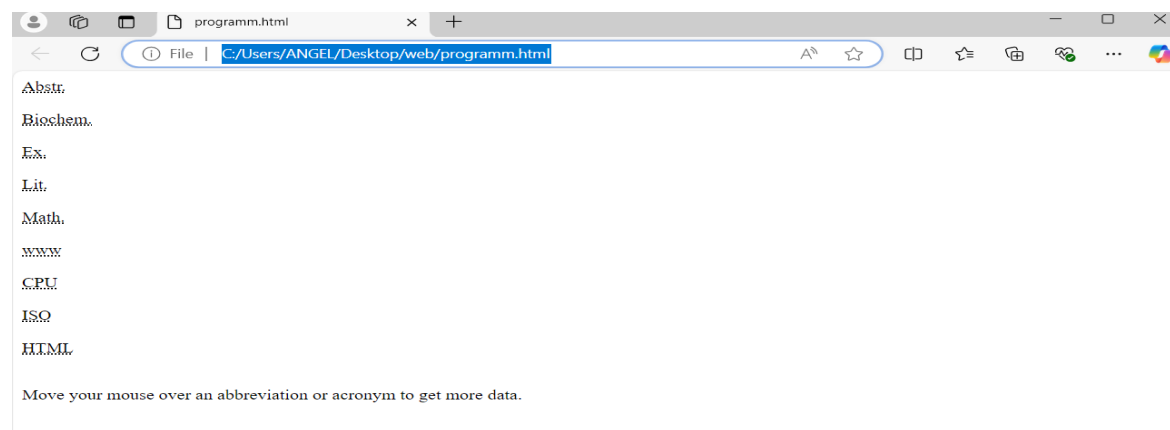 programm.html
File | C:/Users/ANGEL/Desktop/web/programm.html
Abstr.
Biochem.
Ex.
Lit.
Math.
www
CPU
ISO
HTML
Move your mouse over an abbreviation or acronym to get more data.